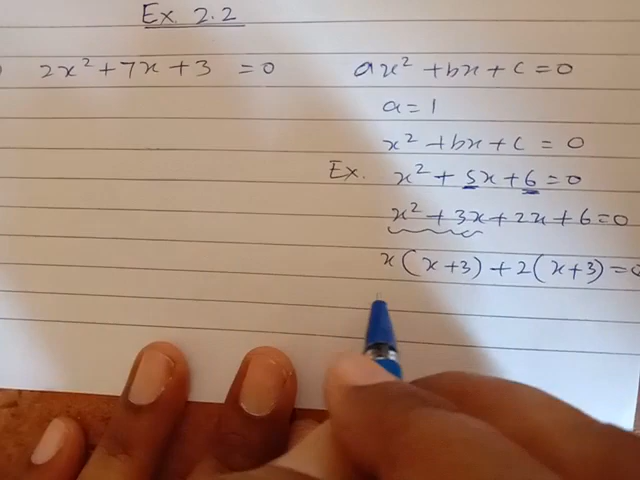 Ex. 2.2
2x² + 7x + 3 = 0
ax² + bx + c = 0
a = 1
x² + bx + c = 0
Ex. x² + 5x + 6 = 0
x² + 3x + 2x + 6 = 0
x(x+3) + 2(x+3) = 0